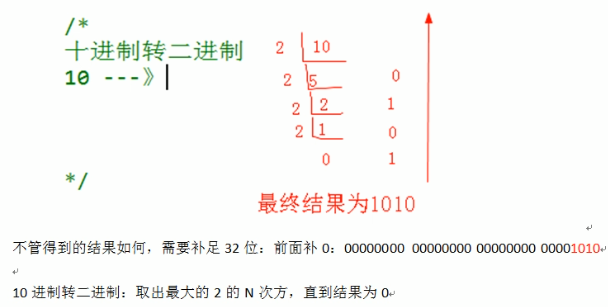 /*
十进制转二进制
10 ---》
*/
2 10
2 5 0
2 2 1
2 1 0
0 1
最终结果为1010
不管得到的结果如何，需要补足 32 位：前面补 0：00000000 00000000 00000000 00001010
10 进制转二进制：取出最大的 2 的 N 次方，直到结果为 0